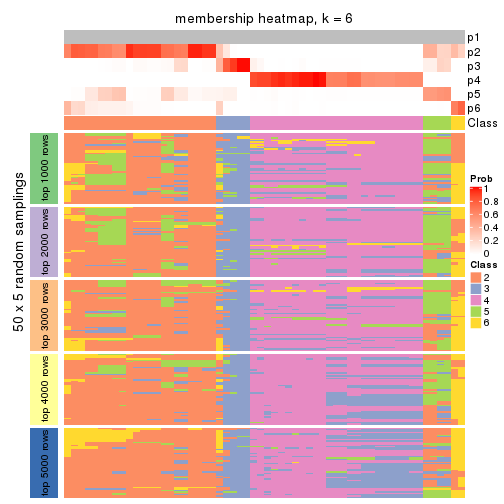 membership heatmap, k = 6
p1
p2
p3
p4
p5
p6
Class
50 x 5 random samplings
top 1000 rows
top 2000 rows
top 3000 rows
top 4000 rows
top 5000 rows
Prob
1
0.8
0.6
0.4
0.2
0
Class
2
3
4
5
6